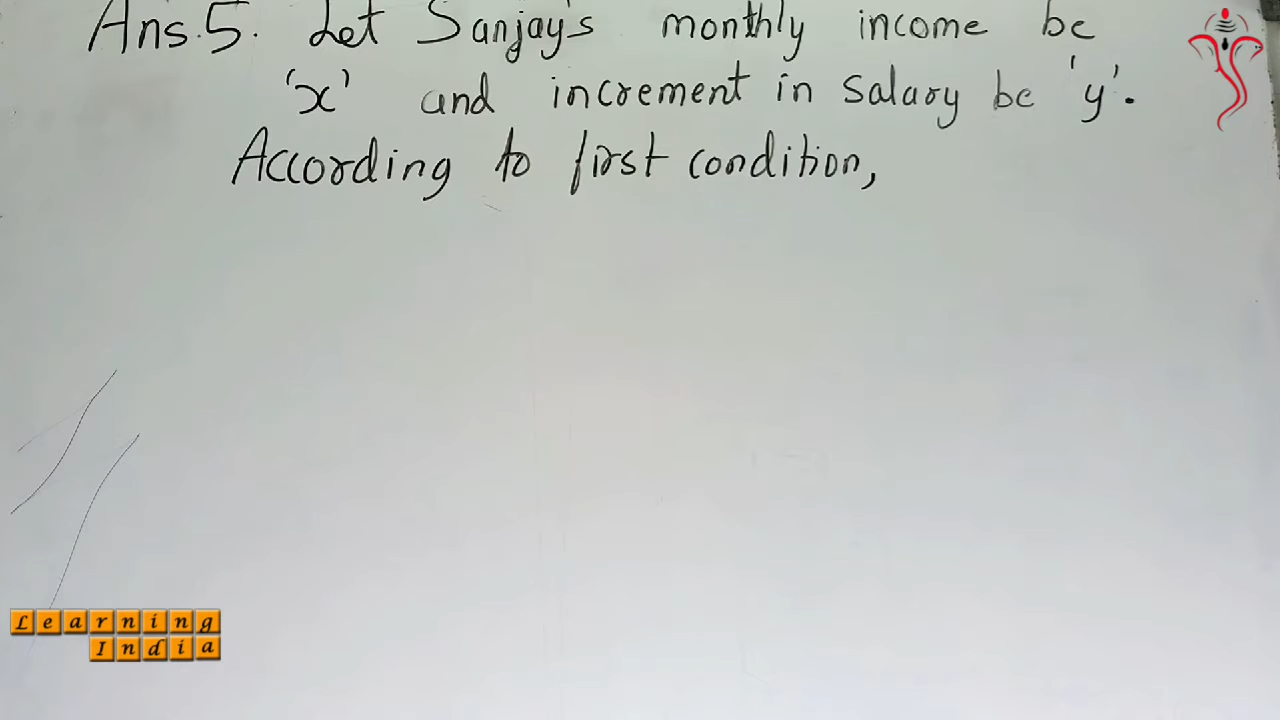 Ans.5. Let Sanjay's monthly income be
'x' and increment in salary be 'y'.
According to first condition,
Learning
India